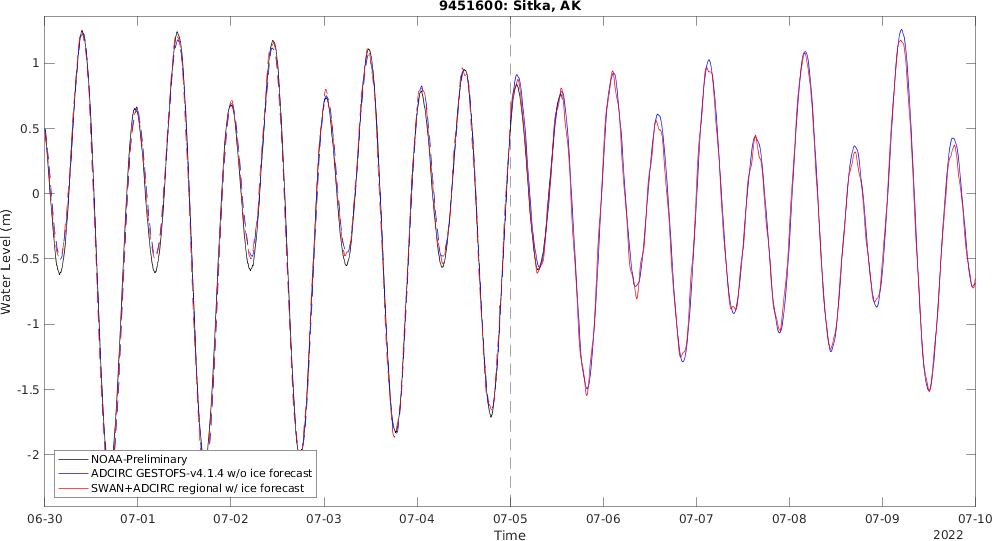 9451600: Sitka, AK
1
0.5
0
-0.5
-1
-1.5
-2
Water Level (m)
NOAA-Preliminary
ADCIRC GESTOFS-v4.1.4 w/o ice forecast
SWAN+ADCIRC regional w/ ice forecast
06-30 07-01 07-02 07-03 07-04 07-05 07-06 07-07 07-08 07-09 07-10
Time
2022